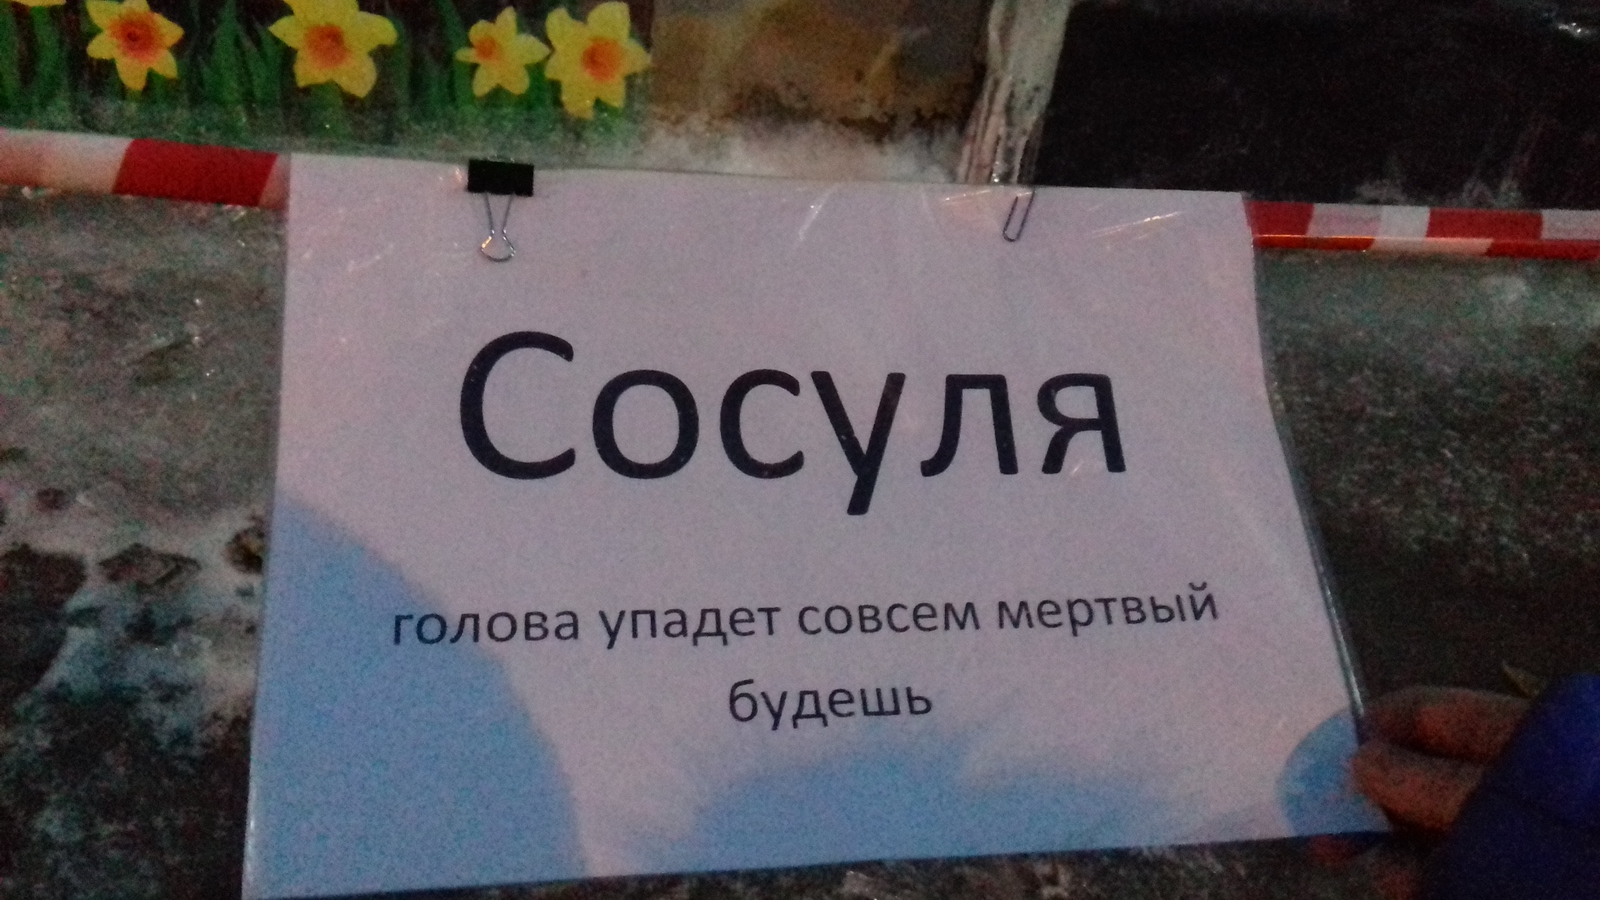 Сосуля
голова упадет совсем мертвый
будешь